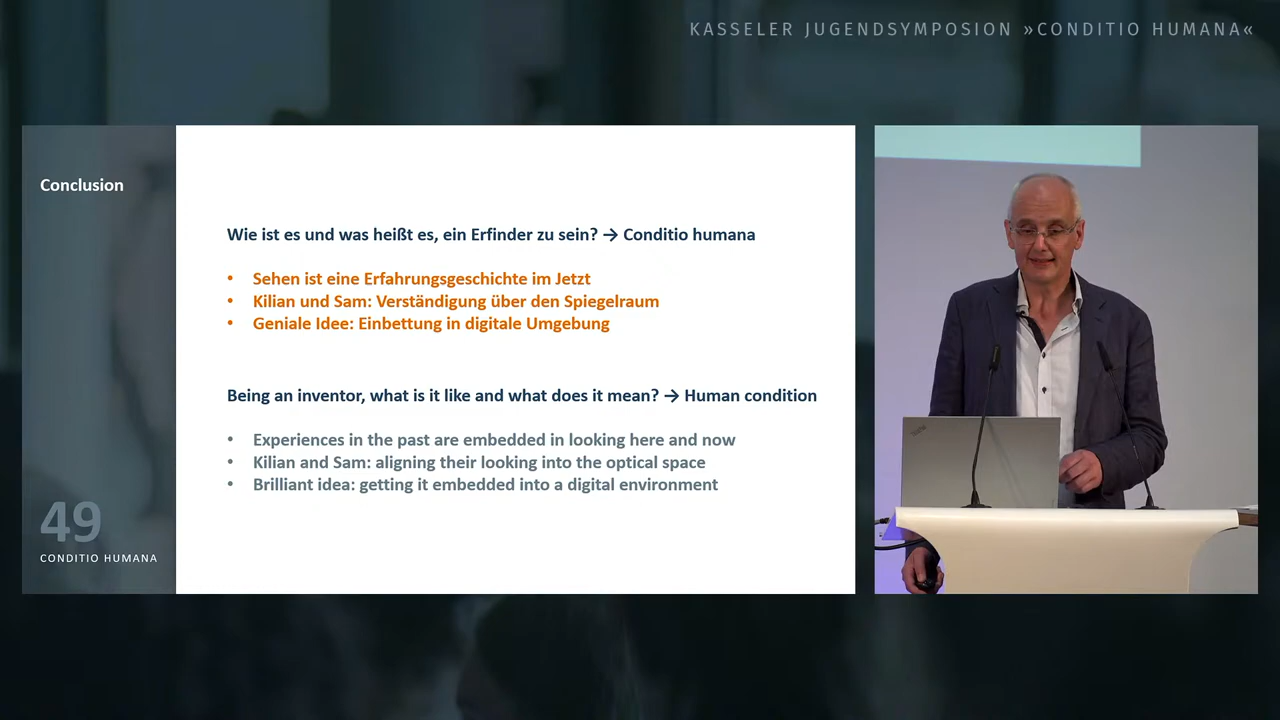 KASSELER JUGENDSYMPOSION »CONDITIO HUMANA«
Conclusion
Wie ist es und was heißt es, ein Erfinder zu sein? → Conditio humana
• Sehen ist eine Erfahrungsgeschichte im Jetzt
• Kilian und Sam: Verständigung über den Spiegelraum
• Geniale Idee: Einbettung in digitale Umgebung
Being an inventor, what is it like and what does it mean? → Human condition
• Experiences in the past are embedded in looking here and now
• Kilian and Sam: aligning their looking into the optical space
• Brilliant idea: getting it embedded into a digital environment
49
CONDITIO HUMANA